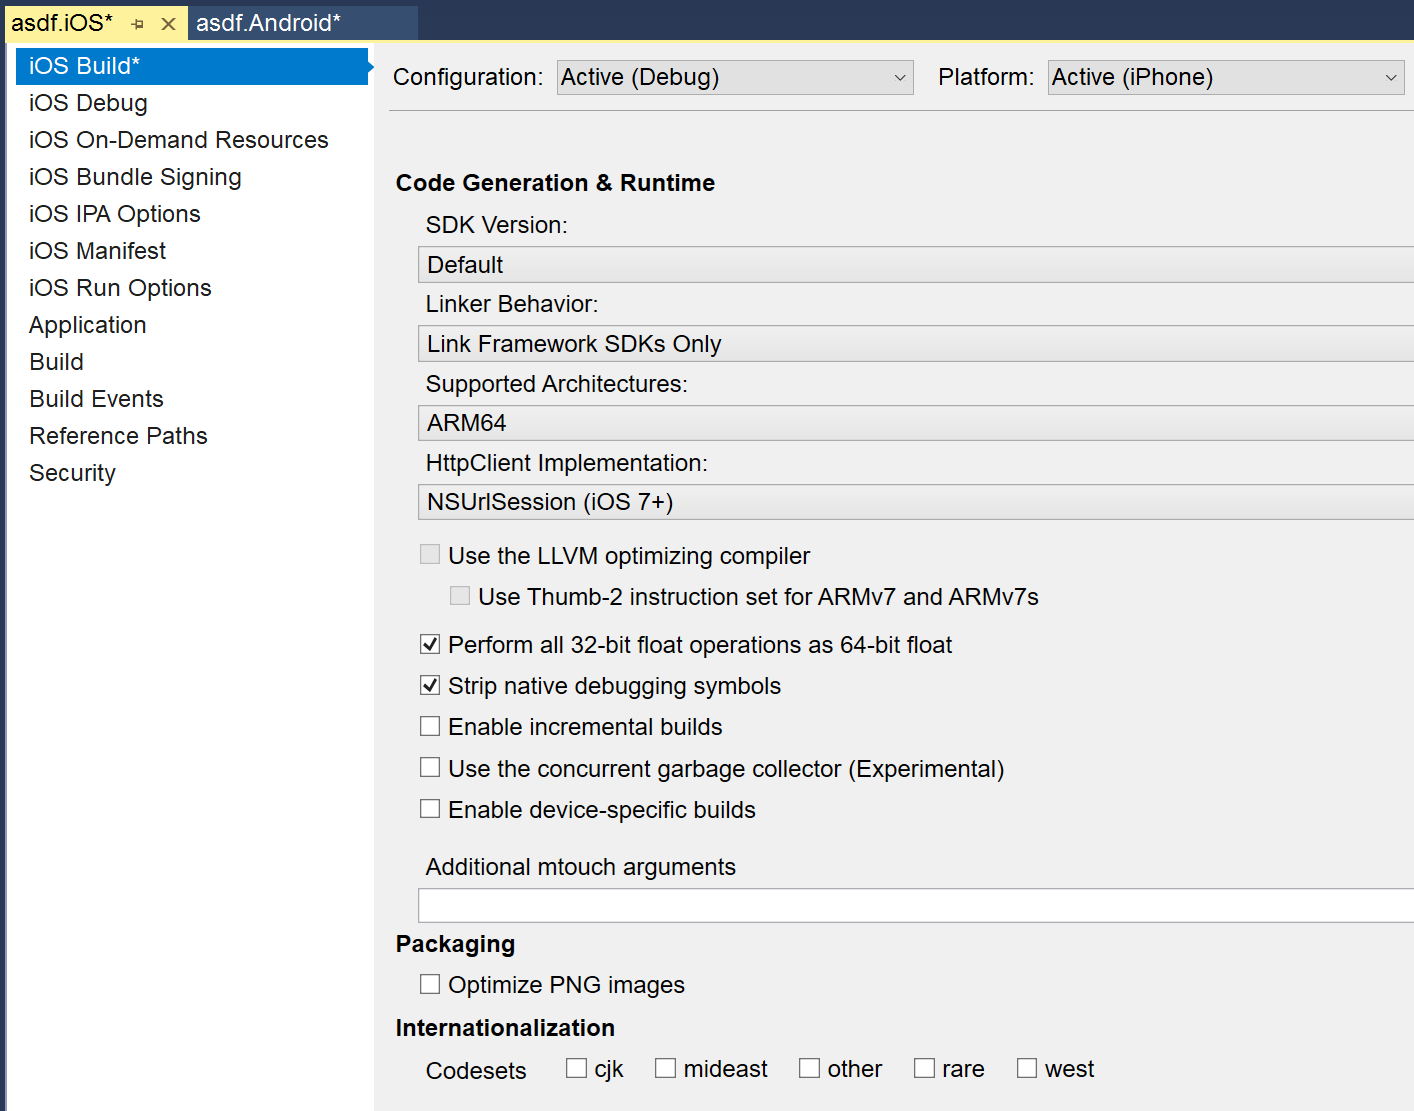 asdf.iOS*
asdf.Android*
iOS Build*
iOS Debug
iOS On-Demand Resources
iOS Bundle Signing
iOS IPA Options
iOS Manifest
iOS Run Options
Application
Build
Build Events
Reference Paths
Security
Configuration: Active (Debug) Platform: Active (iPhone)
Code Generation & Runtime
SDK Version:
Default
Linker Behavior:
Link Framework SDKs Only
Supported Architectures:
ARM64
HttpClient Implementation:
NSUrlSession (iOS 7+)
Use the LLVM optimizing compiler
Use Thumb-2 instruction set for ARMv7 and ARMv7s
Perform all 32-bit float operations as 64-bit float
Strip native debugging symbols
Enable incremental builds
Use the concurrent garbage collector (Experimental)
Enable device-specific builds
Additional mtouch arguments
Packaging
Optimize PNG images
Internationalization
Codesets cjk mideast other rare west